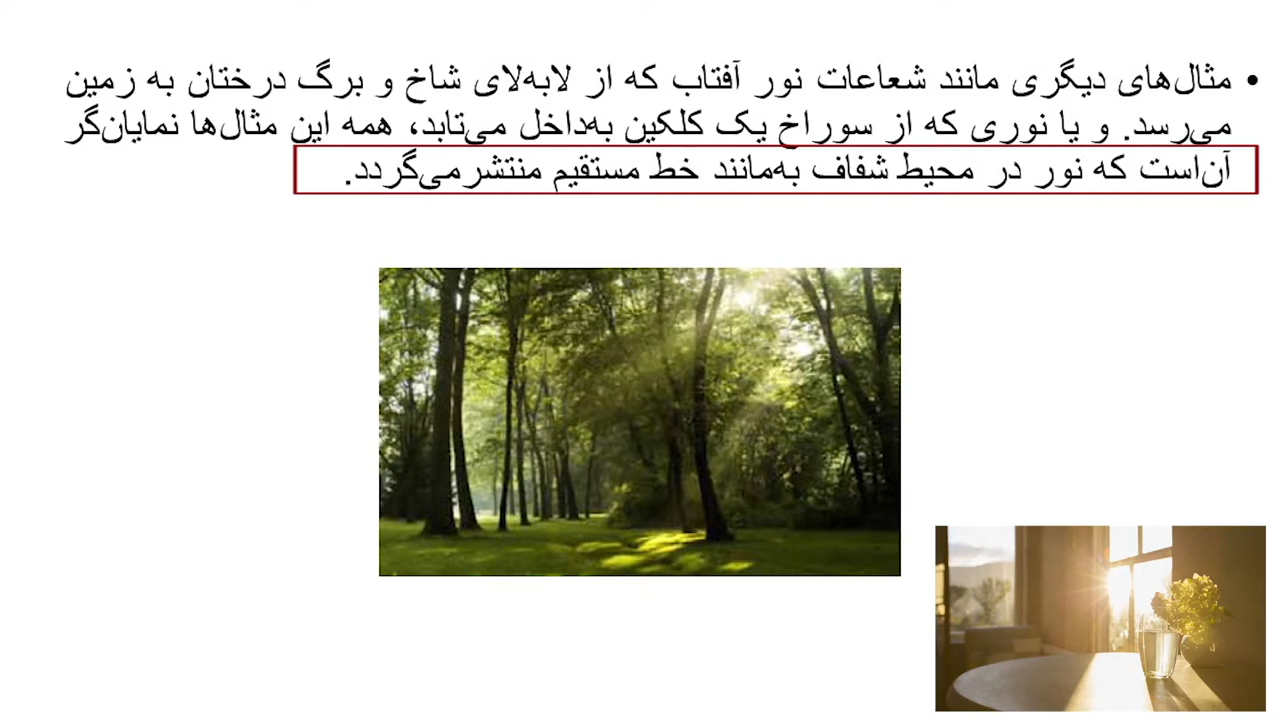 • مثال‌های دیگری مانند شعاعات نور آفتاب که از لابه‌لای شاخ و برگ درختان به زمین
می‌رسد. و یا نوری که از سوراخ یک کلکین به‌داخل می‌تابد، همه این مثال‌ها نمایان‌گر
آن‌است که نور در محیط شفاف به‌مانند خط مستقیم منتشرمی‌گردد.